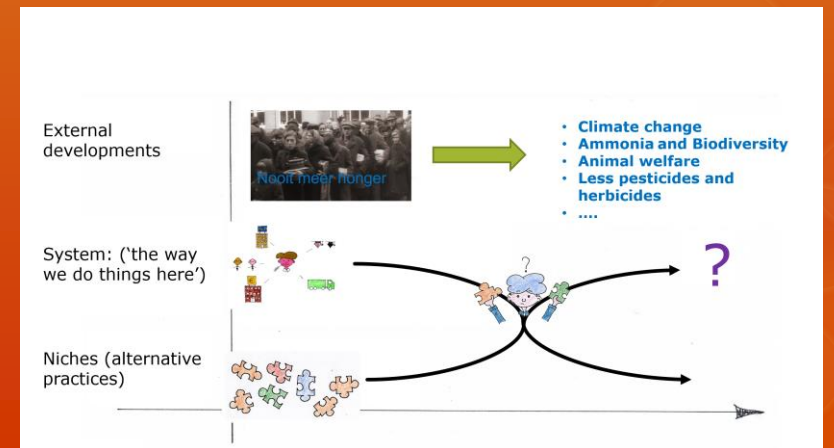 External
developments
Nooit meer honger
• Climate change
• Ammonia and Biodiversity
• Animal welfare
• Less pesticides and
herbicides
• ....
System: ('the way
we do things here')
?
?
Niches (alternative
practices)